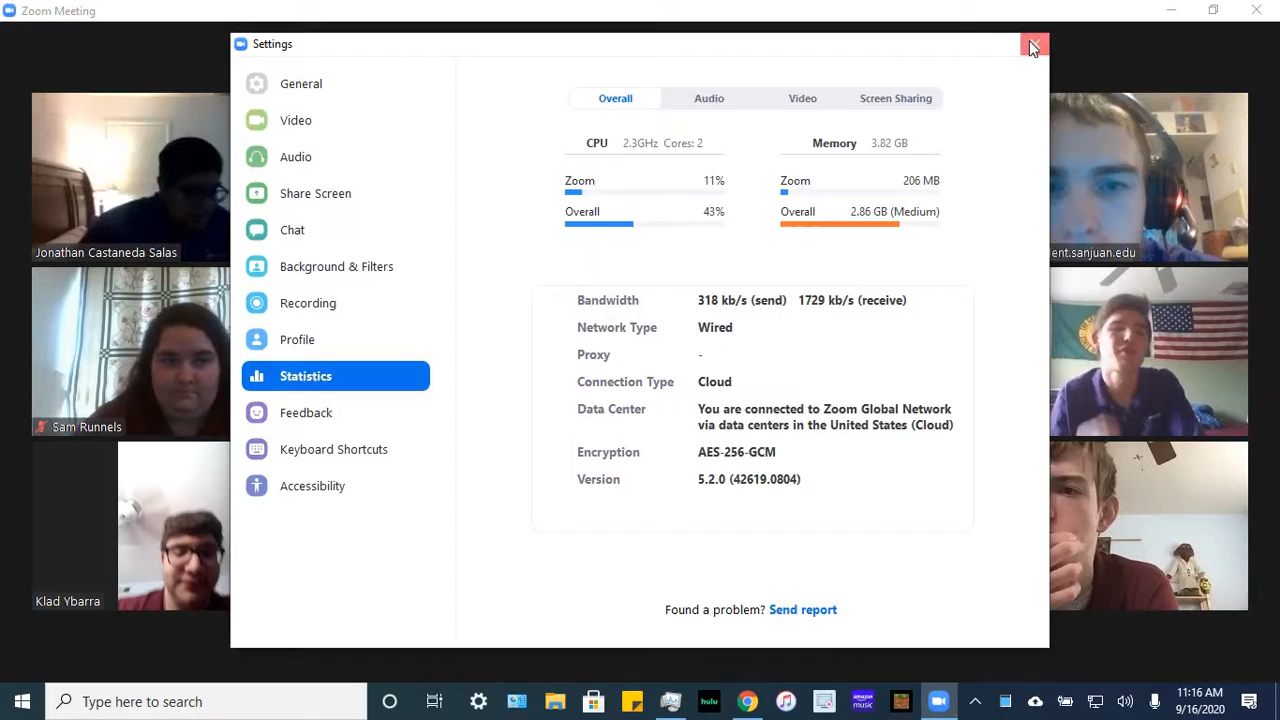 Zoom Meeting
Settings
General
Video
Audio
Share Screen
Chat
Background & Filters
Recording
Profile
Statistics
Feedback
Keyboard Shortcuts
Accessibility
Overall Audio Video Screen Sharing
CPU 2.3GHz Cores: 2
Zoom 11%
Overall 43%
Memory 3.82 GB
Zoom 206 MB
Overall 2.86 GB (Medium)
Bandwidth 318 kb/s (send) 1729 kb/s (receive)
Network Type Wired
Proxy -
Connection Type Cloud
Data Center You are connected to Zoom Global Network
via data centers in the United States (Cloud)
Encryption AES-256-GCM
Version 5.2.0 (42619.0804)
Found a problem? Send report
Jonathan Castaneda Salas
Sam Runnels
Klad Ybarra
ent.sanjuan.edu
Type here to search
hulu
amazon
music
11:16 AM
9/16/2020